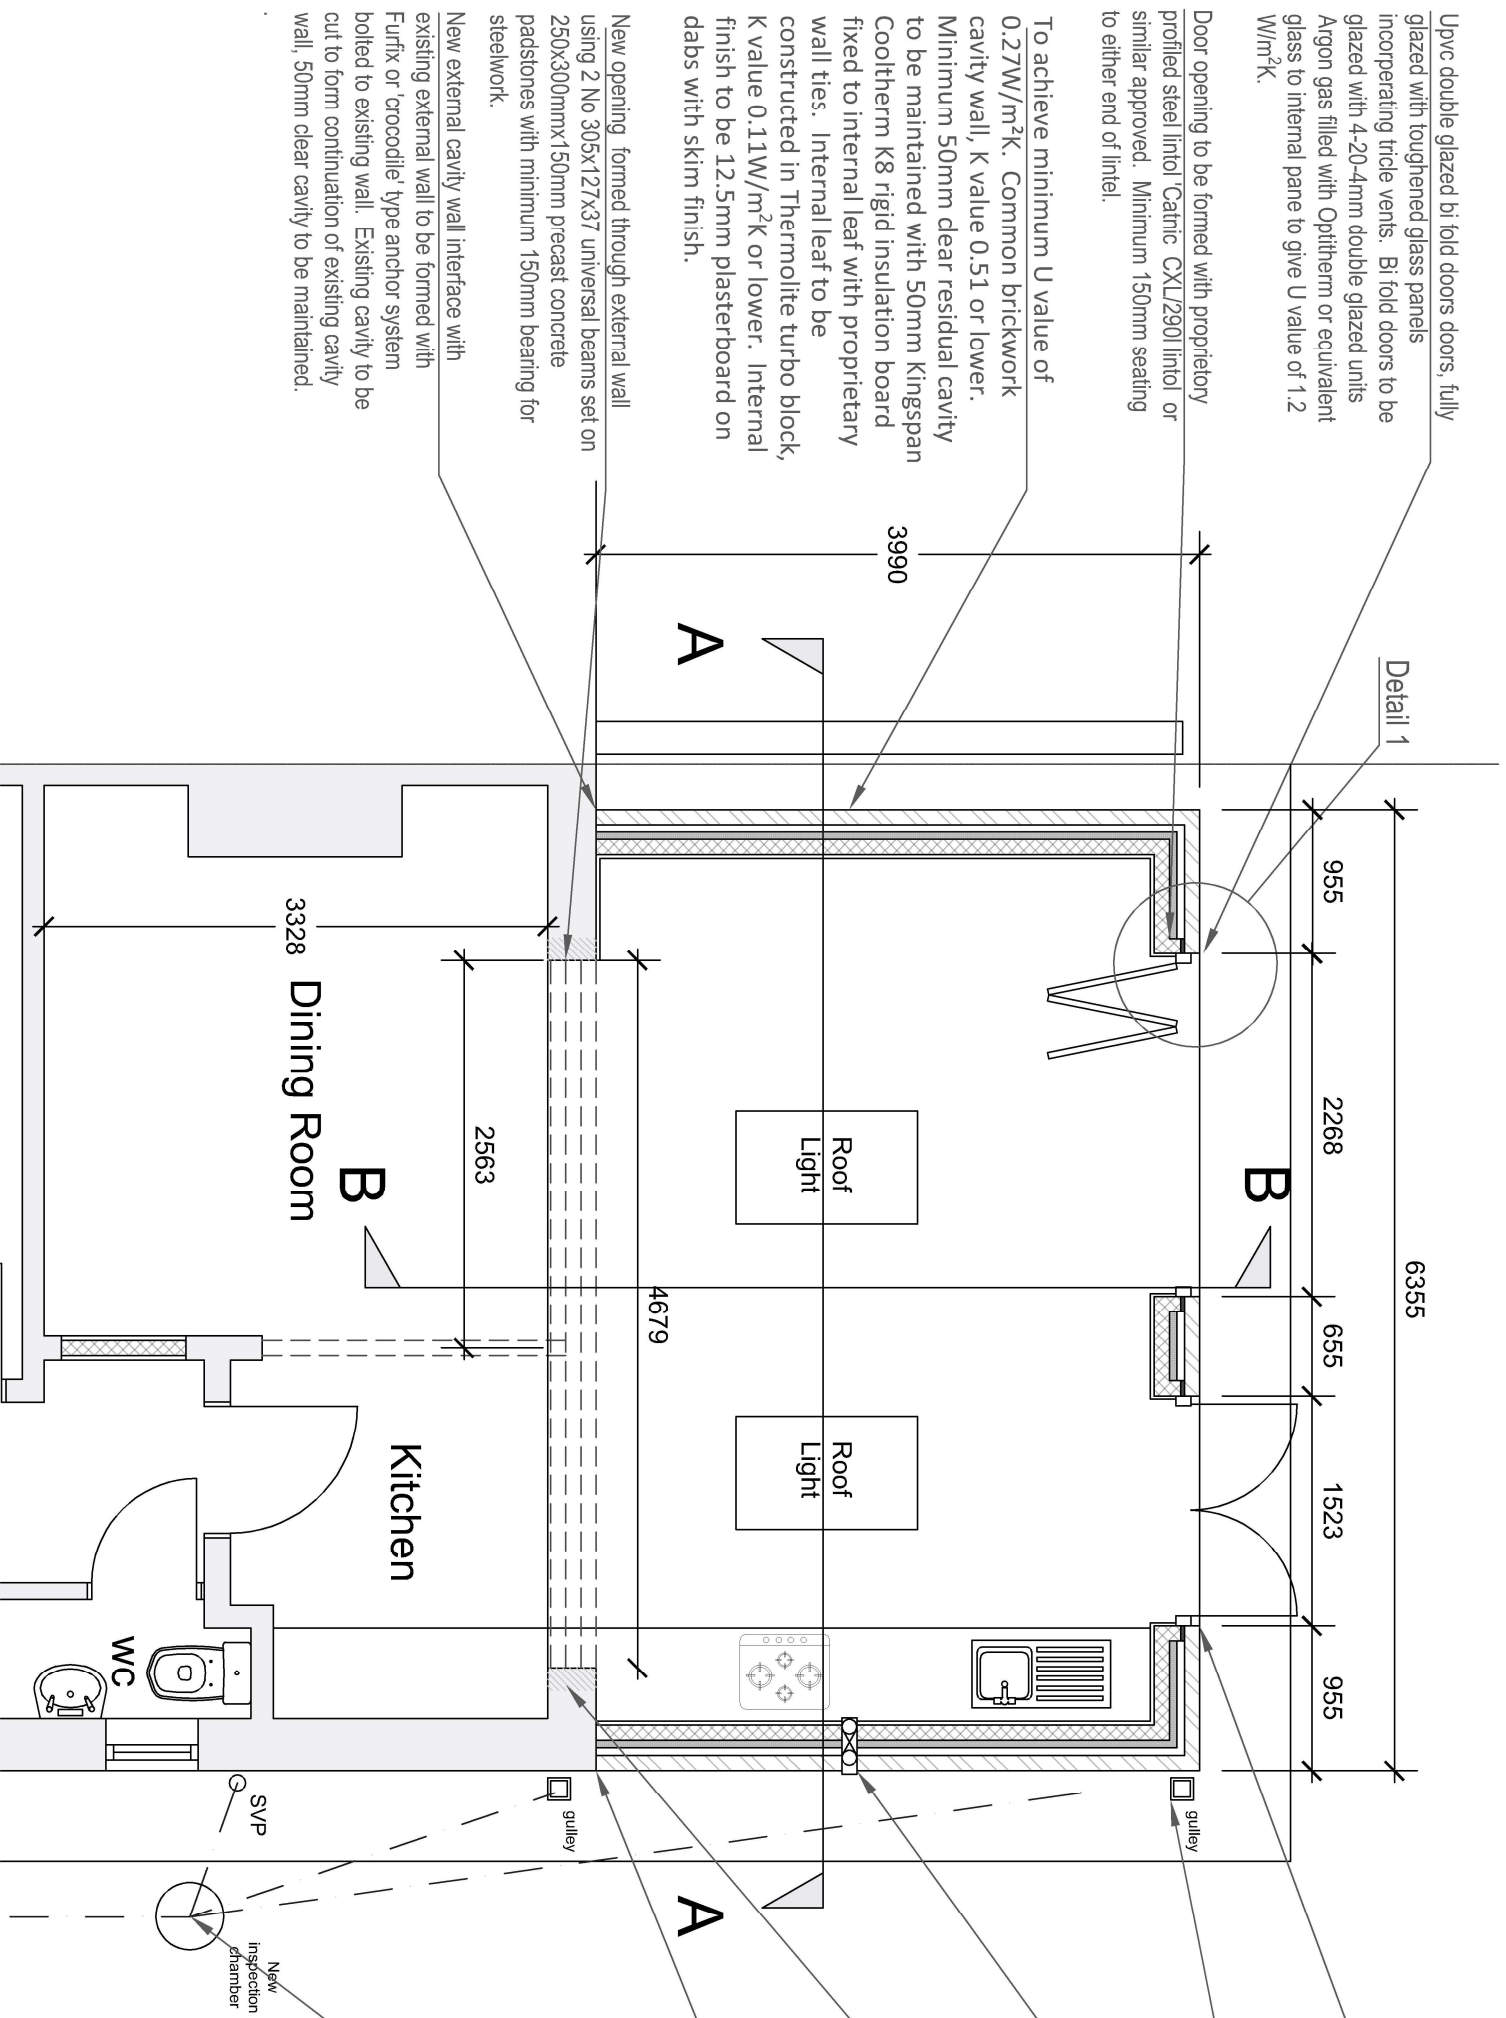 Upvc double glazed bi fold doors doors, fully
glazed with toughened glass panels
incorperating tricle vents. Bi fold doors to be
glazed with 4-20-4mm double glazed units
Argon gas filled with Optitherm or equivalent
glass to internal pane to give U value of 1.2
W/m²K.
Door opening to be formed with proprietory
profiled steel lintol 'Catnic CXL/290l lintol or
similar approved. Minimum 150mm seating
to either end of lintel.
To achieve minimum U value of
0.27W/m²K. Common brickwork
cavity wall, K value 0.51 or lower.
Minimum 50mm clear residual cavity
to be maintained with 50mm Kingspan
Cooltherm K8 rigid insulation board
fixed to internal leaf with proprietary
wall ties. Internal leaf to be
constructed in Thermolite turbo block,
K value 0.11W/m²K or lower. Internal
finish to be 12.5mm plasterboard on
dabs with skim finish.
New opening formed through external wall
using 2 No 305x127x37 universal beams set on
250x300mmx150mm precast concrete
padstones with minimum 150mm bearing for
steelwork.
New external cavity wall interface with
existing external wall to be formed with
Furfix or 'crocodile' type anchor system
bolted to existing wall. Existing cavity to be
cut to form continuation of existing cavity
wall, 50mm clear cavity to be maintained.
.
Detail 1
6355
955
2268
655
1523
955
3990
A
A
B
B
Roof
Light
Roof
Light
4679
2563
3328
Dining Room
Kitchen
wc
gulley
gulley
SVP
New
inspection
chamber